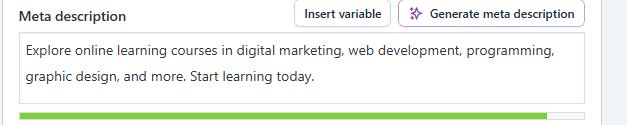 Meta description
Insert variable
Generate meta description
Explore online learning courses in digital marketing, web development, programming,
graphic design, and more. Start learning today.